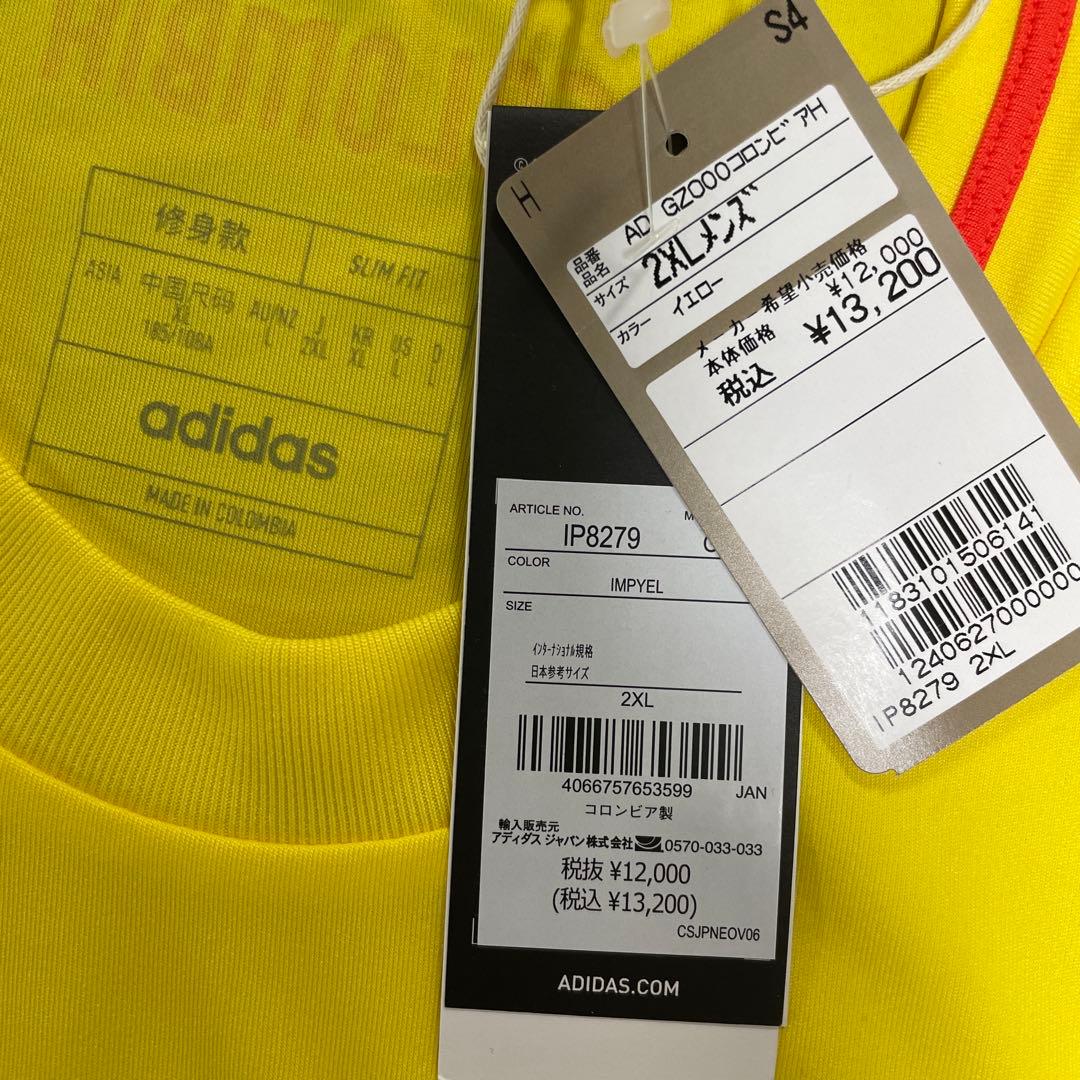 修身款
SLIM FIT
ASIA 中国尺码 AU/NZ J KR US D
XL
adidas
MADE IN COLOMBIA
S4
H
品番 AD GZ000コロンビアH
品名
サイズ 2XLメンズ
カラー イエロー
メーカー希望小売価格
本体価格 ¥12,000
税込 ¥13,200
1183101506141
1240627000000
IP8279 2XL
ARTICLE NO.
IP8279
COLOR
IMPYEL
SIZE
インターナショナル規格
日本参考サイズ
2XL
4066757653599 JAN
コロンビア製
輸入販売元
アディダス ジャパン株式会社 0570-033-033
税抜 ¥12,000
(税込 ¥13,200)
CSJPNEOV06
ADIDAS.COM